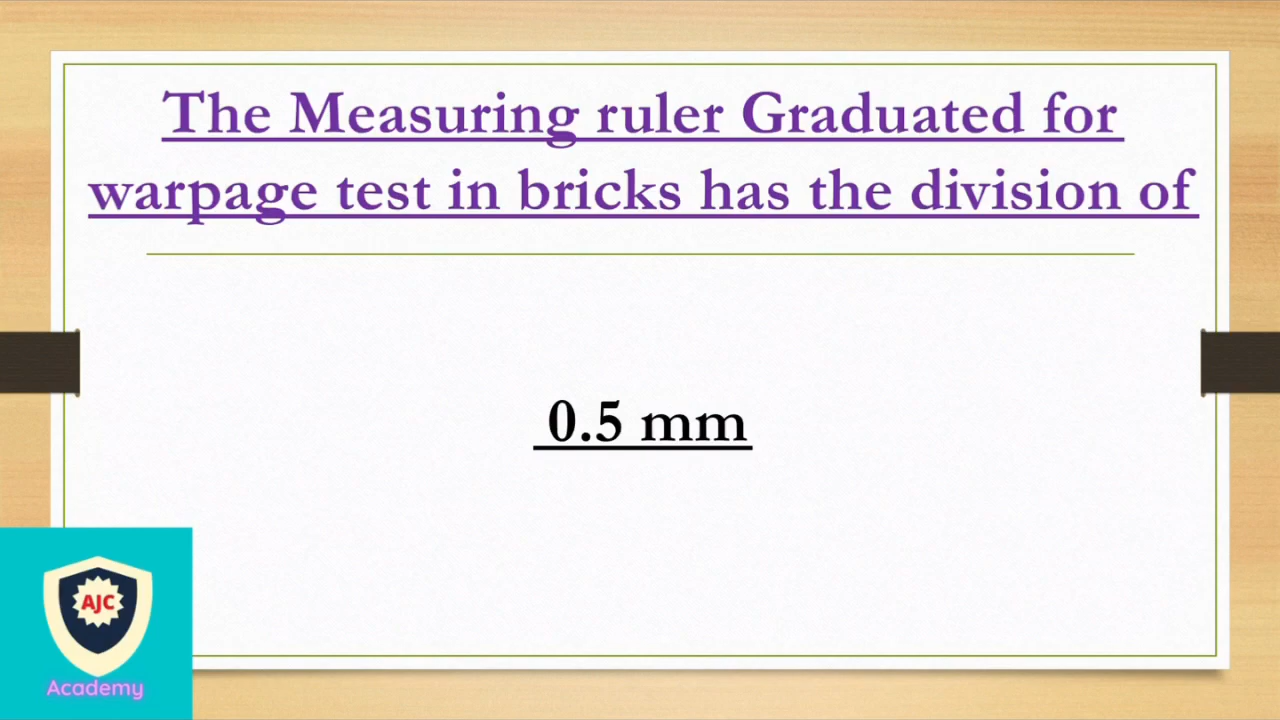 The Measuring ruler Graduated for
warpage test in bricks has the division of
0.5 mm
AJC
Academy